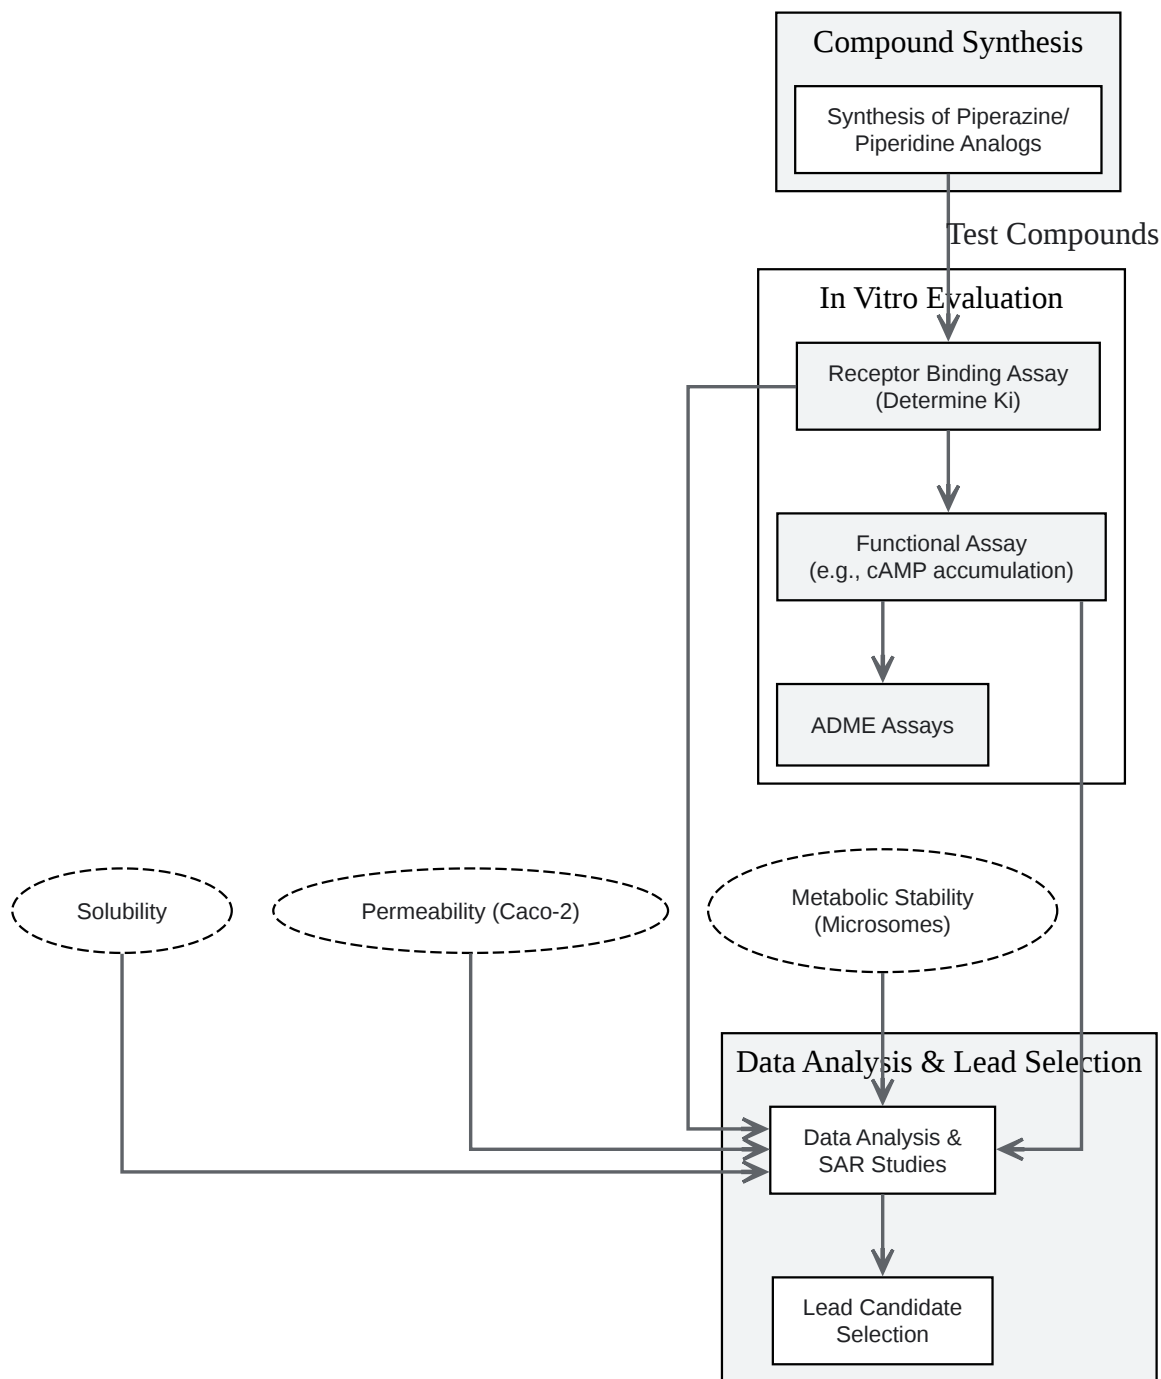 Compound Synthesis
Synthesis of Piperazine/
Piperidine Analogs
Test Compounds
In Vitro Evaluation
Receptor Binding Assay
(Determine Ki)
Functional Assay
(e.g., cAMP accumulation)
ADME Assays
Solubility
Permeability (Caco-2)
Metabolic Stability
(Microsomes)
Data Analysis & Lead Selection
Data Analysis &
SAR Studies
Lead Candidate
Selection